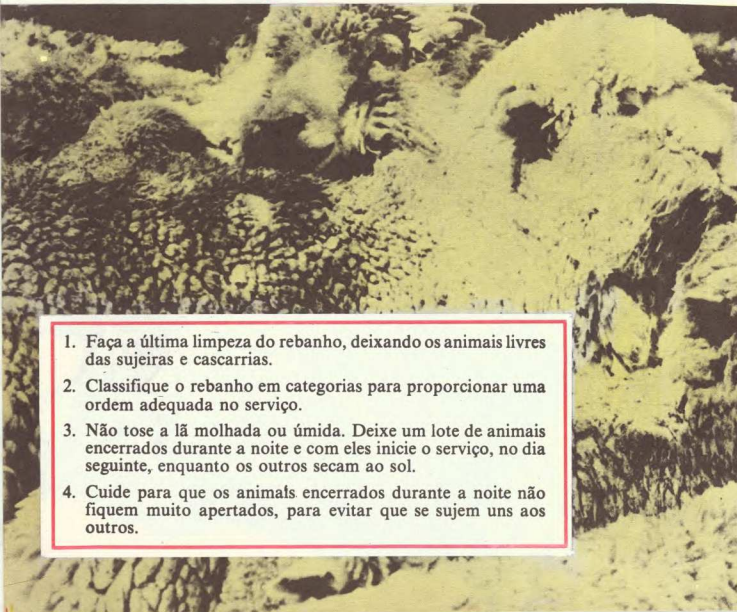 1. Faça a última limpeza do rebanho, deixando os animais livres
das sujeiras e cascarrias.
2. Classifique o rebanho em categorias para proporcionar uma
ordem adequada no serviço.
3. Não tose a lã molhada ou úmida. Deixe um lote de animais
encerrados durante a noite e com eles inicie o serviço, no dia
seguinte, enquanto os outros secam ao sol.
4. Cuide para que os animais encerrados durante a noite não
fiquem muito apertados, para evitar que se sujem uns aos
outros.